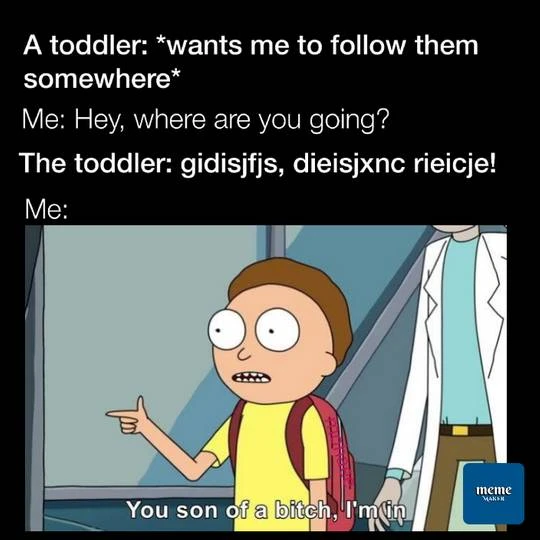 A toddler: *wants me to follow them
somewhere*
Me: Hey, where are you going?
The toddler: gidisjfjs, dieisjxnc rieicje!
Me:
You son of a bitch, I'm in
meme
MAKER